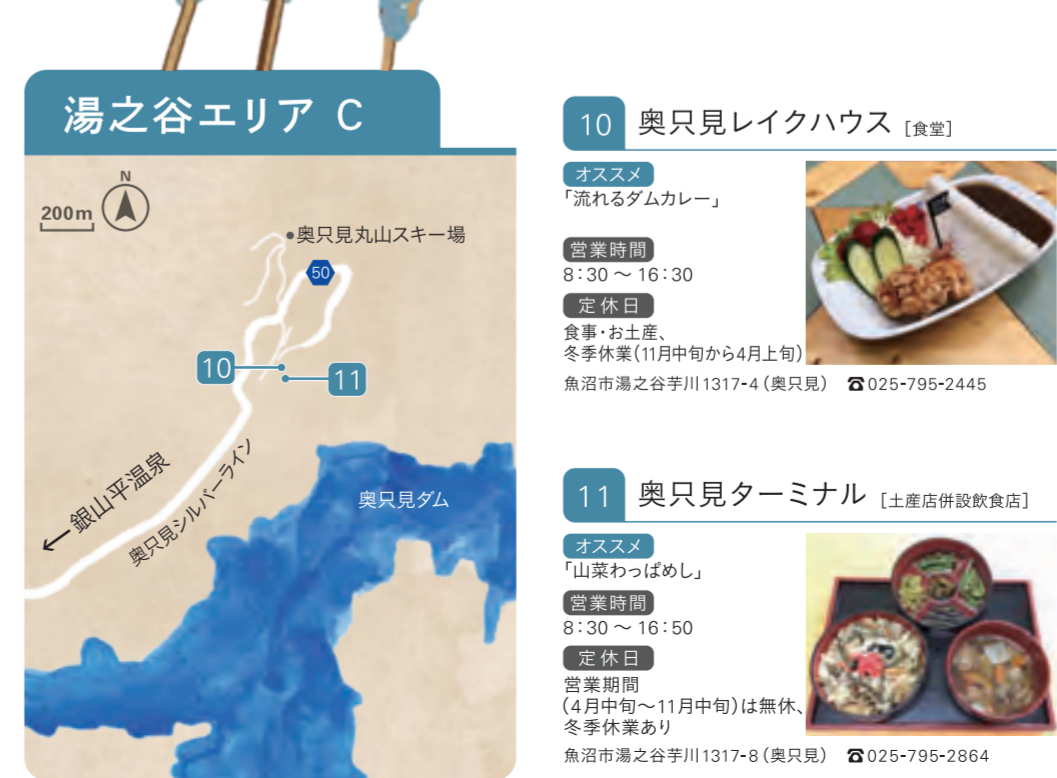 湯之谷エリア C
N
200m
奥只見丸山スキー場
50
10
11
銀山平温泉
奥只見シルバーライン
奥只見ダム
10 奥只見レイクハウス [食堂]
オススメ
「流れるダムカレー」
営業時間
8:30 〜 16:30
定休日
食事・お土産、
冬季休業(11月中旬から4月上旬)
魚沼市湯之谷芋川1317-4(奥只見) ☎025-795-2445
11 奥只見ターミナル [土産店併設飲食店]
オススメ
「山菜わっぱめし」
営業時間
8:30 〜 16:50
定休日
営業期間
(4月中旬〜11月中旬)は無休、
冬季休業あり
魚沼市湯之谷芋川1317-8(奥只見) ☎025-795-2864